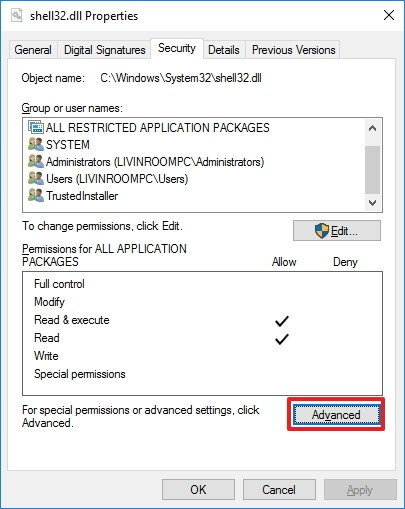 shell32.dll Properties
General Digital Signatures Security Details Previous Versions
Object name: C:\Windows\System32\shell32.dll
Group or user names:
ALL RESTRICTED APPLICATION PACKAGES
SYSTEM
Administrators (LIVINROOMPC\Administrators)
Users (LIVINROOMPC\Users)
TrustedInstaller
To change permissions, click Edit.
Edit...
Permissions for ALL APPLICATION
PACKAGES Allow Deny
Full control
Modify
Read & execute
Read
Write
Special permissions
For special permissions or advanced settings, click
Advanced.
Advanced
OK Cancel Apply